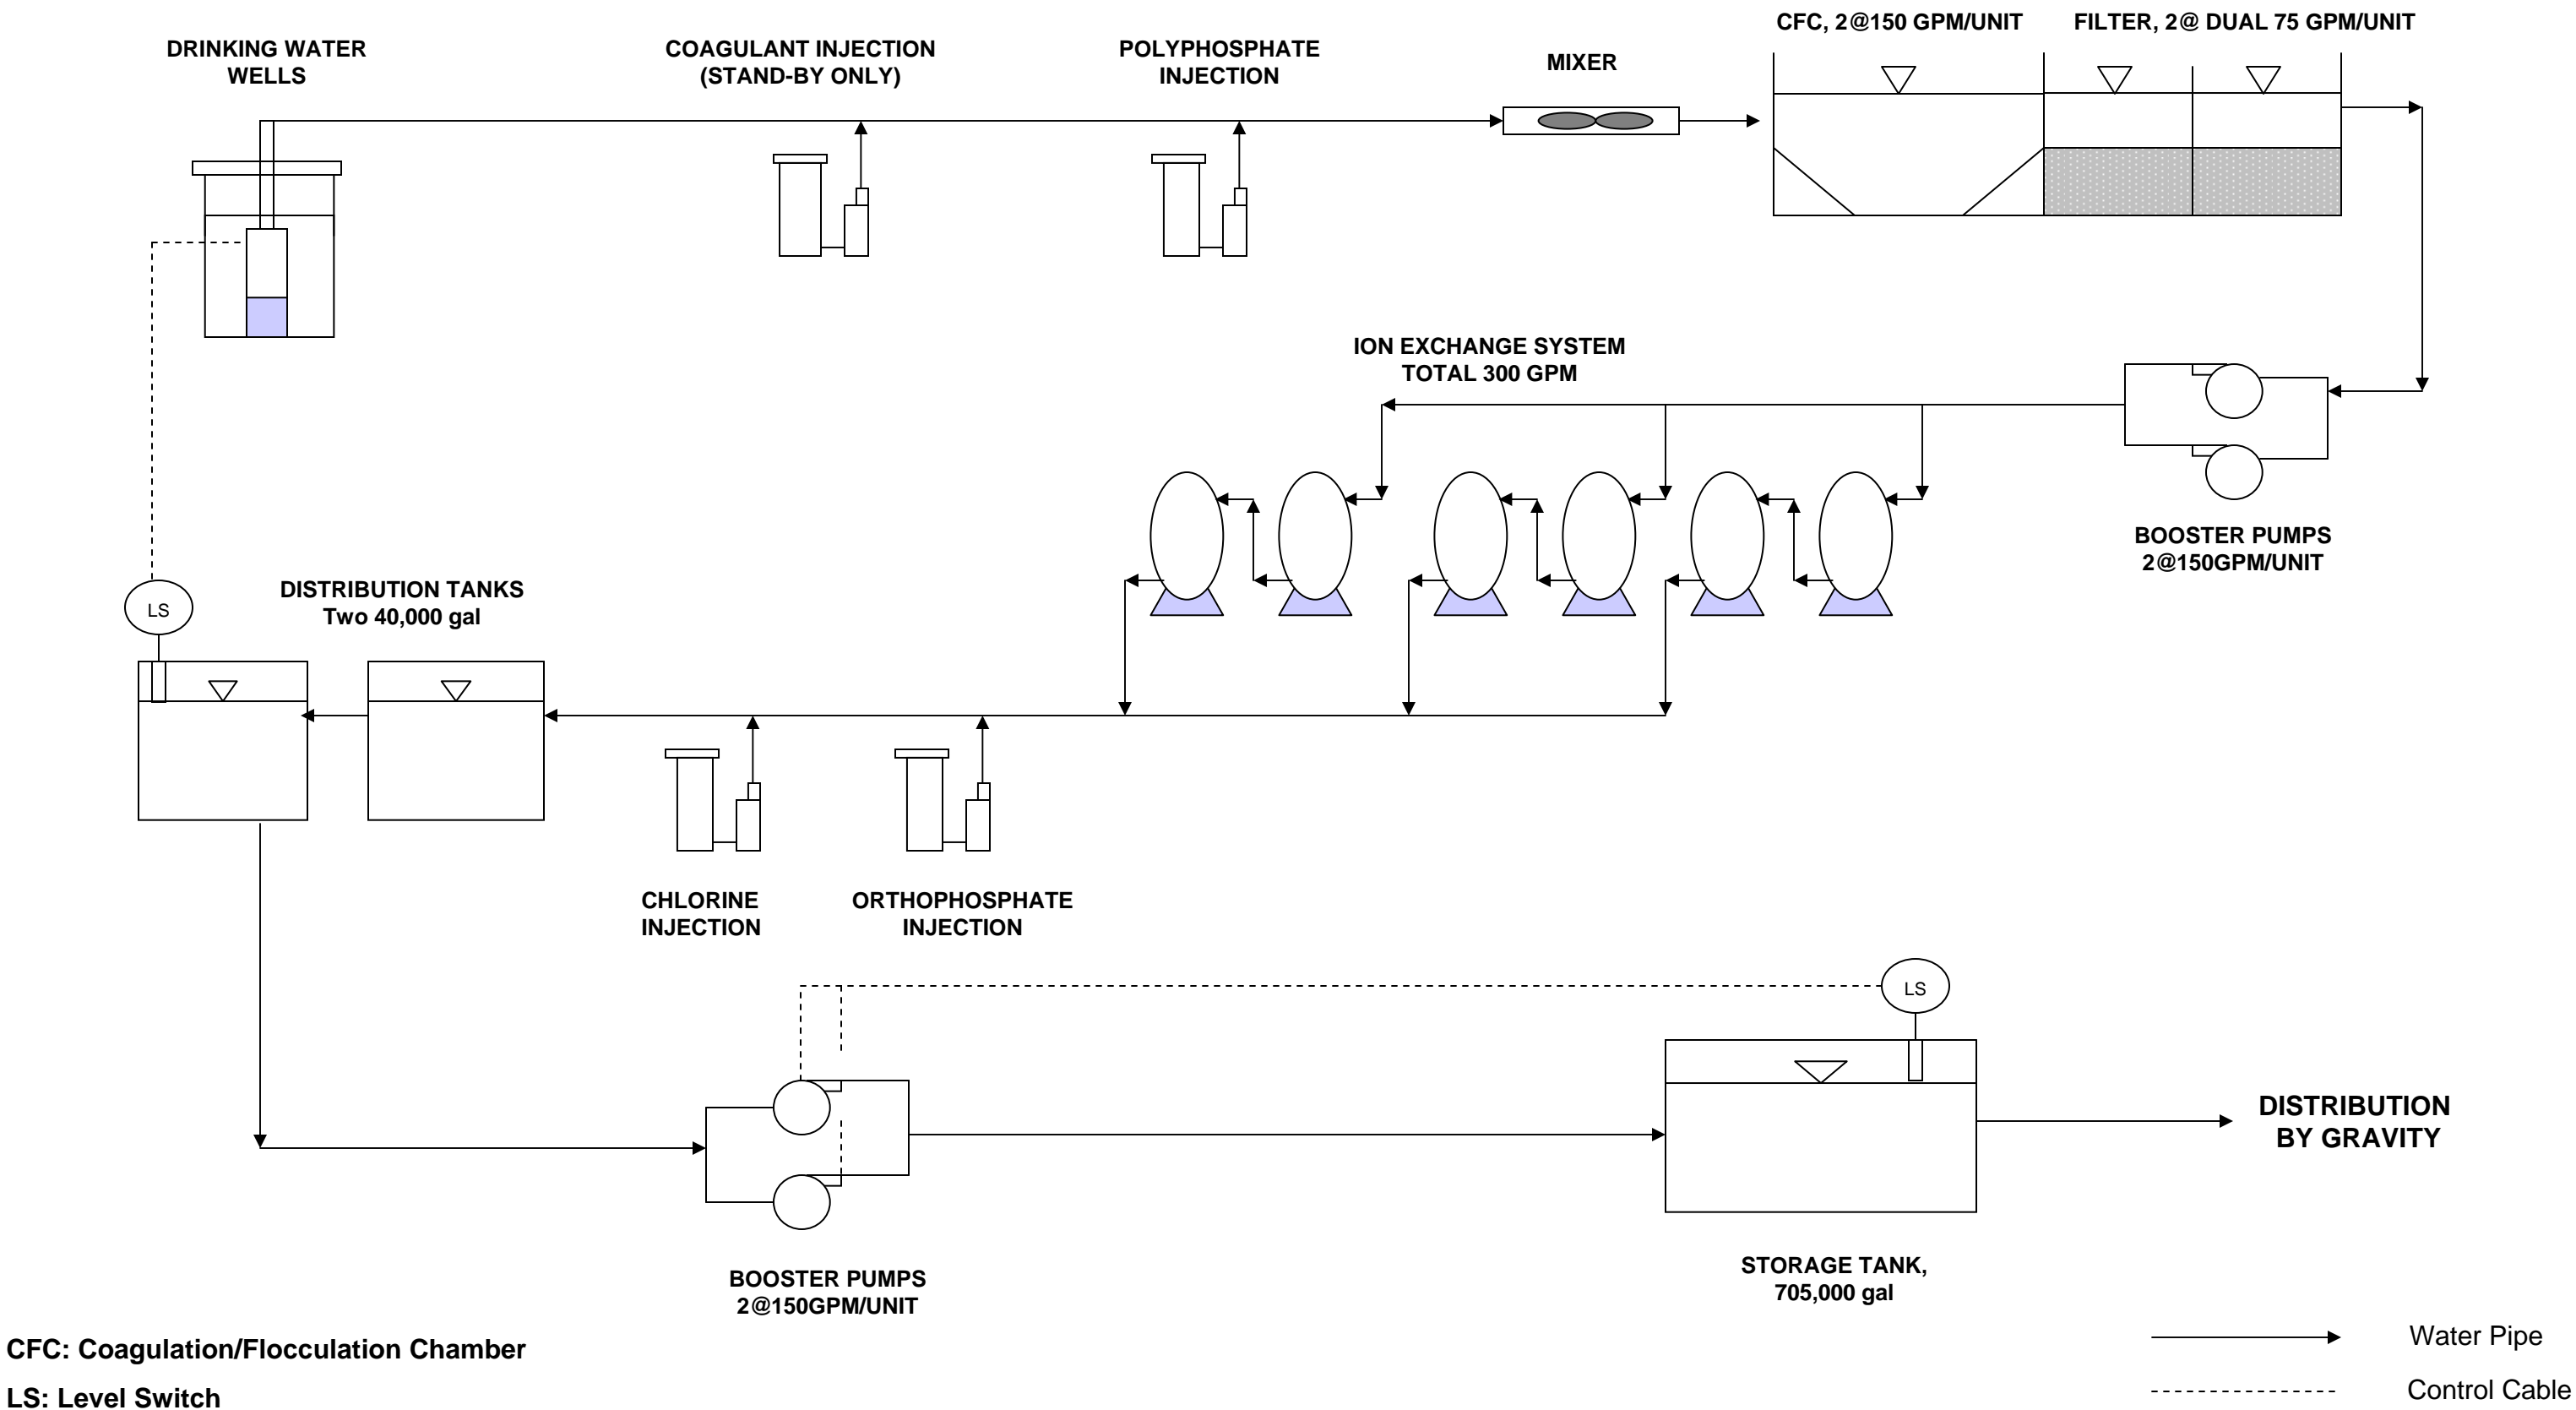 CFC, 2@150 GPM/UNIT
FILTER, 2@ DUAL 75 GPM/UNIT
DRINKING WATER
WELLS
COAGULANT INJECTION
(STAND-BY ONLY)
POLYPHOSPHATE
INJECTION
MIXER
ION EXCHANGE SYSTEM
TOTAL 300 GPM
BOOSTER PUMPS
2@150GPM/UNIT
LS
DISTRIBUTION TANKS
Two 40,000 gal
CHLORINE
INJECTION
ORTHOPHOSPHATE
INJECTION
LS
DISTRIBUTION
BY GRAVITY
BOOSTER PUMPS
2@150GPM/UNIT
STORAGE TANK,
705,000 gal
CFC: Coagulation/Flocculation Chamber
LS: Level Switch
Water Pipe
Control Cable